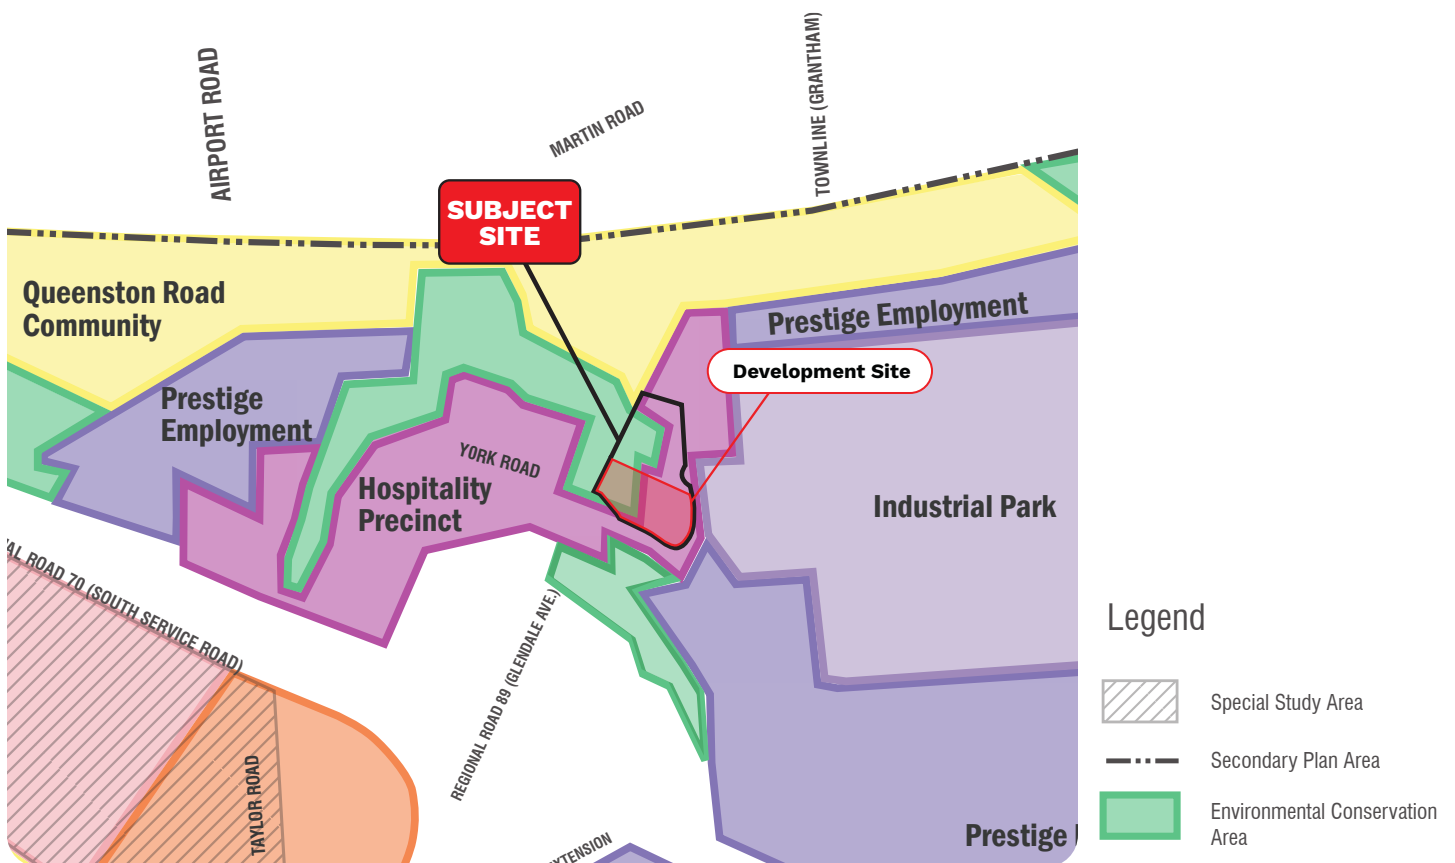 AIRPORT ROAD
MARTIN ROAD
TOWNLINE (GRANTHAM)
SUBJECT
SITE
Queenston Road
Community
Prestige Employment
Development Site
Prestige
Employment
YORK ROAD
Hospitality
Precinct
Industrial Park
AL ROAD 70 (SOUTH SERVICE ROAD)
REGIONAL ROAD 89 (GLENDALE AVE.)
TAYLOR ROAD
XTENSION
Prestige
Legend
Special Study Area
Secondary Plan Area
Environmental Conservation
Area